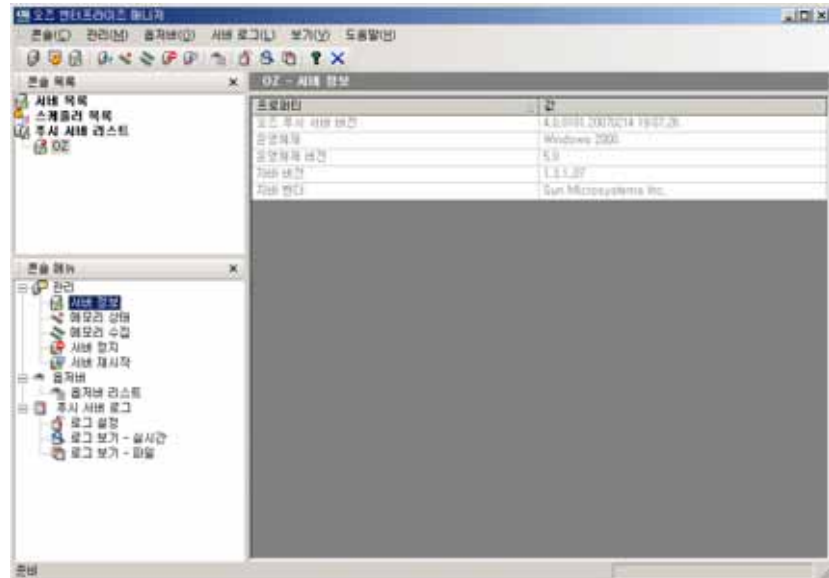 오즈 엔터프라이즈 매니저
콘솔(C) 관리(M) 옵저버(O) 서버 로그(L) 보기(V) 도움말(H)
콘솔 목록
서버 목록
스케줄러 목록
주시 서버 리스트
OZ
콘솔 메뉴
관리
서버 정보
메모리 상태
메모리 수집
서버 정지
서버 재시작
옵저버
옵저버 리스트
주시 서버 로그
로그 설정
로그 보기 - 실시간
로그 보기 - 파일
OZ - 서버 정보
프로퍼티 값
오즈 주시 서버 버전
운영체제 Windows 2000
운영체제 버전 5.0
자바 버전 1.3.1_07
자바 벤더 Sun Microsystems Inc.
준비